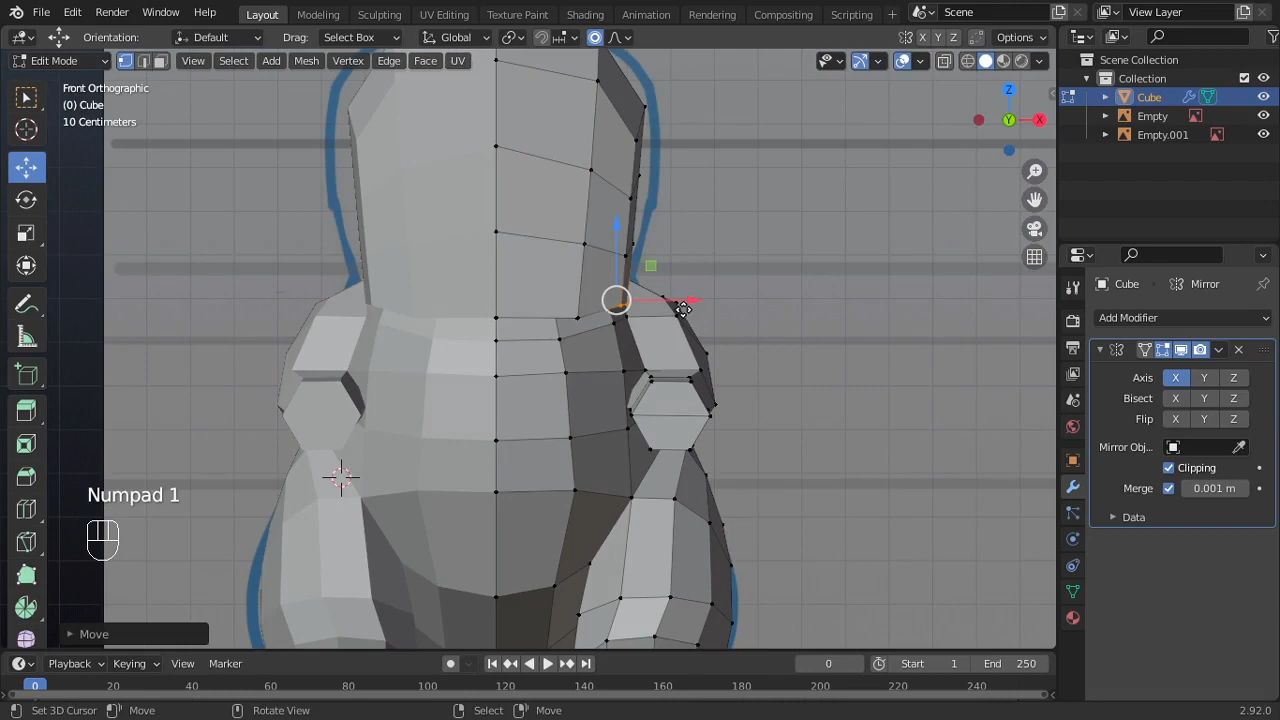 File Edit Render Window Help Layout Modeling Sculpting UV Editing Texture Paint Shading Animation Rendering Compositing Scripting Scene View Layer
Orientation: Default Drag: Select Box Global X Y Z Options
Edit Mode View Select Add Mesh Vertex Edge Face UV
Scene Collection
Collection
Cube
Empty
Empty.001
Front Orthographic
(0) Cube
10 Centimeters
Z
Y
X
Cube Mirror
Add Modifier
Axis X Y Z
Bisect X Y Z
Flip X Y Z
Mirror Obj...
Clipping
Merge 0.001 m
Data
Numpad 1
Move
Playback Keying View Marker 0 Start 1 End 250
0 20 40 60 80 100 120 140 160 180 200 220 240
Set 3D Cursor Move Rotate View Select Move 2.92.0